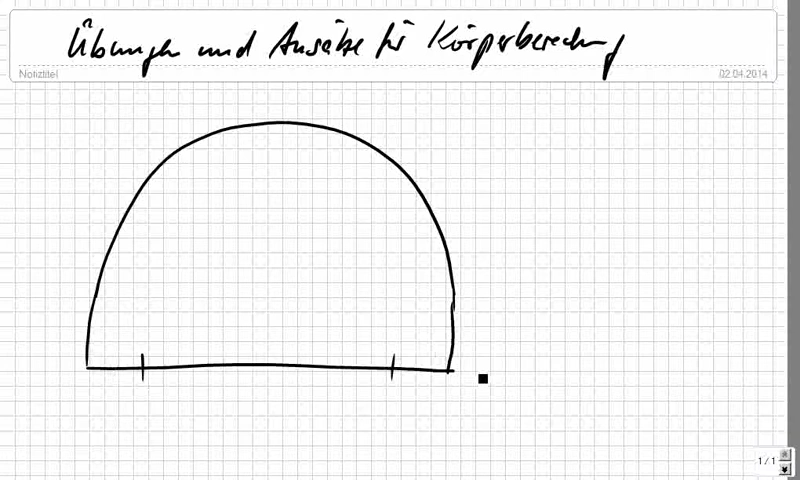 Übungen und Ansätze für Körperberechnung
Notiztitel
02.04.2014
1 / 1